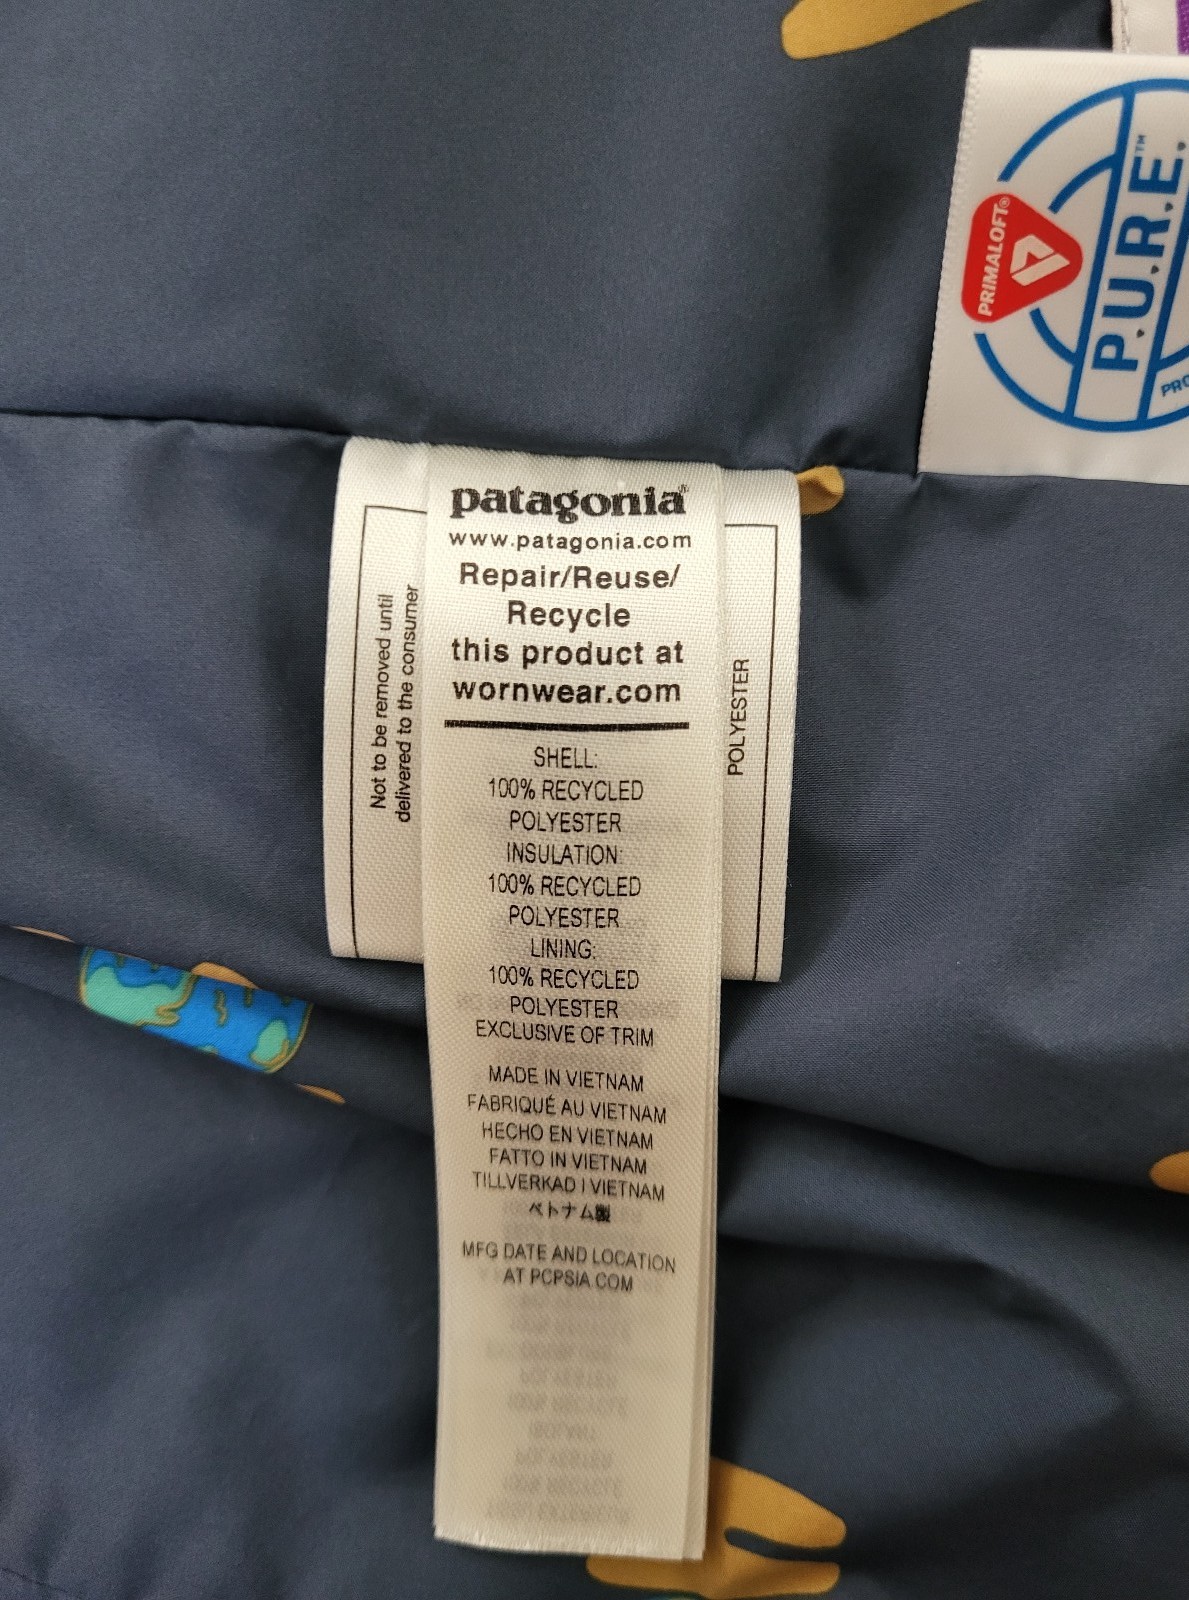 PRIMALOFT®
P.U.R.E.™
PRO
patagonia®
www.patagonia.com
Repair/Reuse/
Recycle
this product at
wornwear.com
Not to be removed until
delivered to the consumer
POLYESTER
SHELL:
100% RECYCLED
POLYESTER
INSULATION:
100% RECYCLED
POLYESTER
LINING:
100% RECYCLED
POLYESTER
EXCLUSIVE OF TRIM
MADE IN VIETNAM
FABRIQUÉ AU VIETNAM
HECHO EN VIETNAM
FATTO IN VIETNAM
TILLVERKAD I VIETNAM
ベトナム製
MFG DATE AND LOCATION
AT PCPSIA.COM